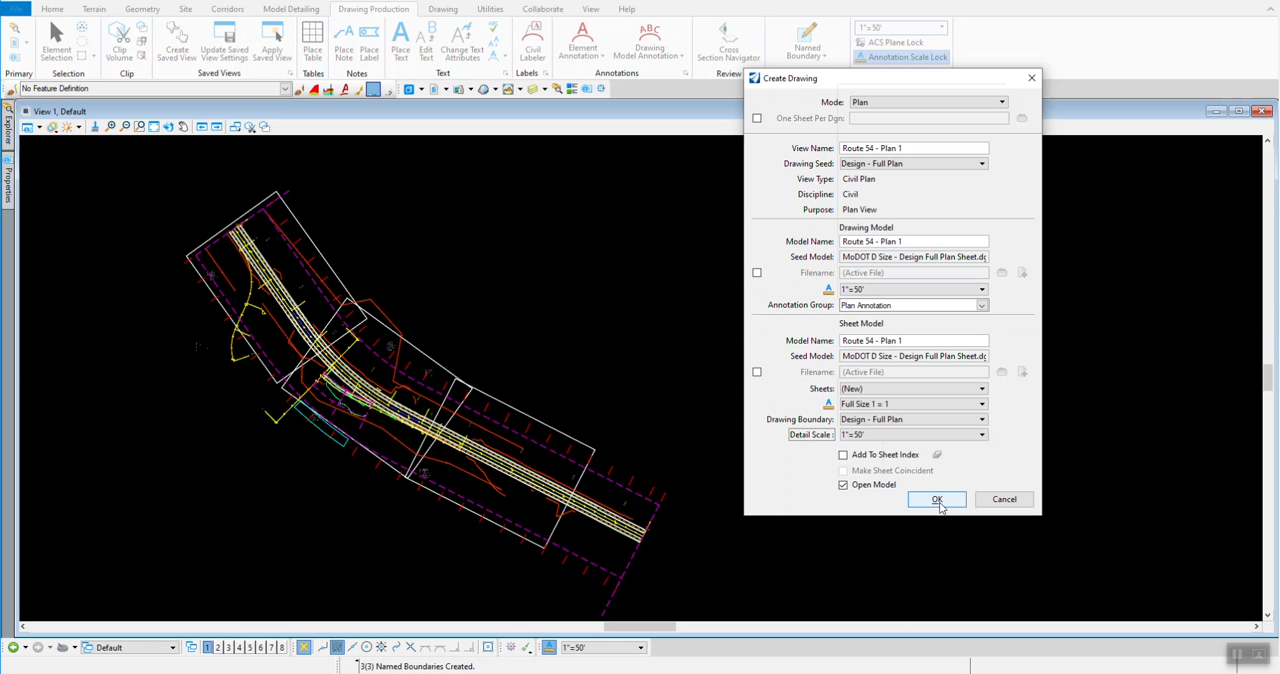 File Home Terrain Geometry Site Corridors Model Detailing Drawing Production Drawing Utilities Collaborate View Help
Element Selection
Clip Volume
Create Saved View
Update Saved View Settings
Apply Saved View
Place Table
Place Note
Place Label
Place Text
Edit Text
Change Text Attributes
Civil Labeler
Element Annotation
Drawing Model Annotation
Cross Section Navigator
Named Boundary
1"=50'
ACS Plane Lock
Annotation Scale Lock
Primary Selection Clip Saved Views Tables Notes Text Labels Annotations Review
No Feature Definition
View 1, Default
Explorer
Properties
Create Drawing
Mode: Plan
One Sheet Per Dgn:
View Name: Route 54 - Plan 1
Drawing Seed: Design - Full Plan
View Type: Civil Plan
Discipline: Civil
Purpose: Plan View
Drawing Model
Model Name: Route 54 - Plan 1
Seed Model: MoDOT D Size - Design Full Plan Sheet.dg
Filename: (Active File)
1"=50'
Annotation Group: Plan Annotation
Sheet Model
Model Name: Route 54 - Plan 1
Seed Model: MoDOT D Size - Design Full Plan Sheet.dg
Filename: (Active File)
Sheets: (New)
Full Size 1 = 1
Drawing Boundary: Design - Full Plan
Detail Scale : 1"=50'
Add To Sheet Index
Make Sheet Coincident
Open Model
OK Cancel
Default 1 2 3 4 5 6 7 8 1"=50'
3(3) Named Boundaries Created.